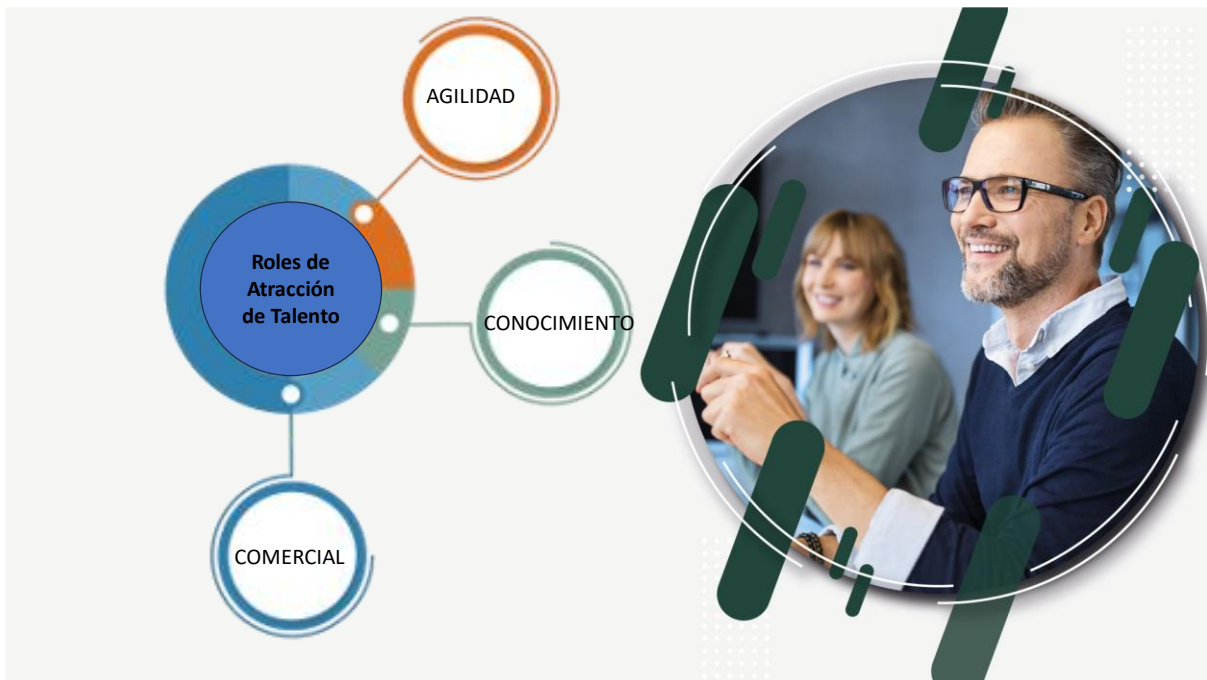 AGILIDAD
Roles de
Atracción
de Talento
CONOCIMIENTO
COMERCIAL